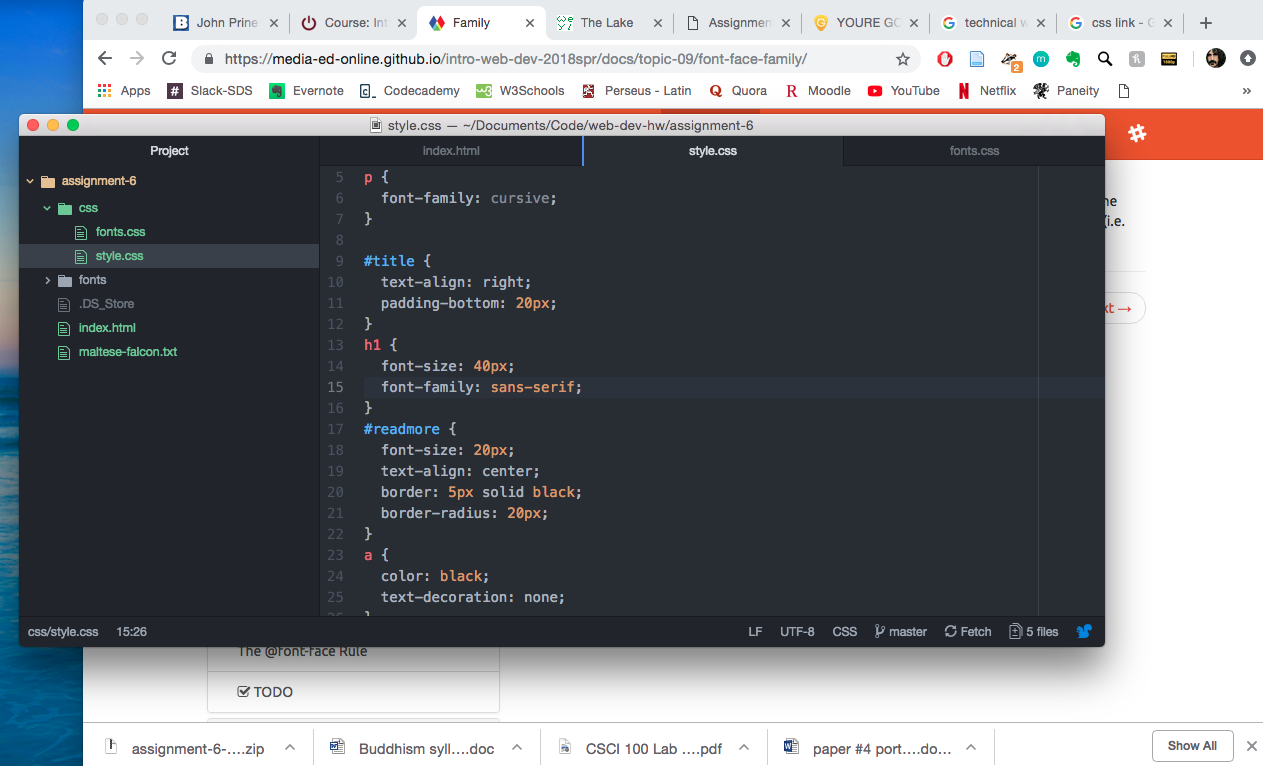 John Prine
Course: Int
Family
The Lake
Assignmen
YOURE GO
technical w
css link - G
https://media-ed-online.github.io/intro-web-dev-2018spr/docs/topic-09/font-face-family/
2
Apps
Slack-SDS
Evernote
Codecademy
W3Schools
Perseus - Latin
Quora
Moodle
YouTube
Netflix
Paneity
»
style.css — ~/Documents/Code/web-dev-hw/assignment-6
Project
index.html
style.css
fonts.css
assignment-6
css
fonts.css
style.css
fonts
.DS_Store
index.html
maltese-falcon.txt
5 p {
6 font-family: cursive;
7 }
8
9 #title {
10 text-align: right;
11 padding-bottom: 20px;
12 }
13 h1 {
14 font-size: 40px;
15 font-family: sans-serif;
16 }
17 #readmore {
18 font-size: 20px;
19 text-align: center;
20 border: 5px solid black;
21 border-radius: 20px;
22 }
23 a {
24 color: black;
25 text-decoration: none;
ne
(i.e.
xt →
css/style.css 15:26
LF UTF-8 CSS master Fetch 5 files
The @font-face Rule
TODO
assignment-6-....zip
Buddhism syll....doc
CSCI 100 Lab ....pdf
paper #4 port....do...
Show All